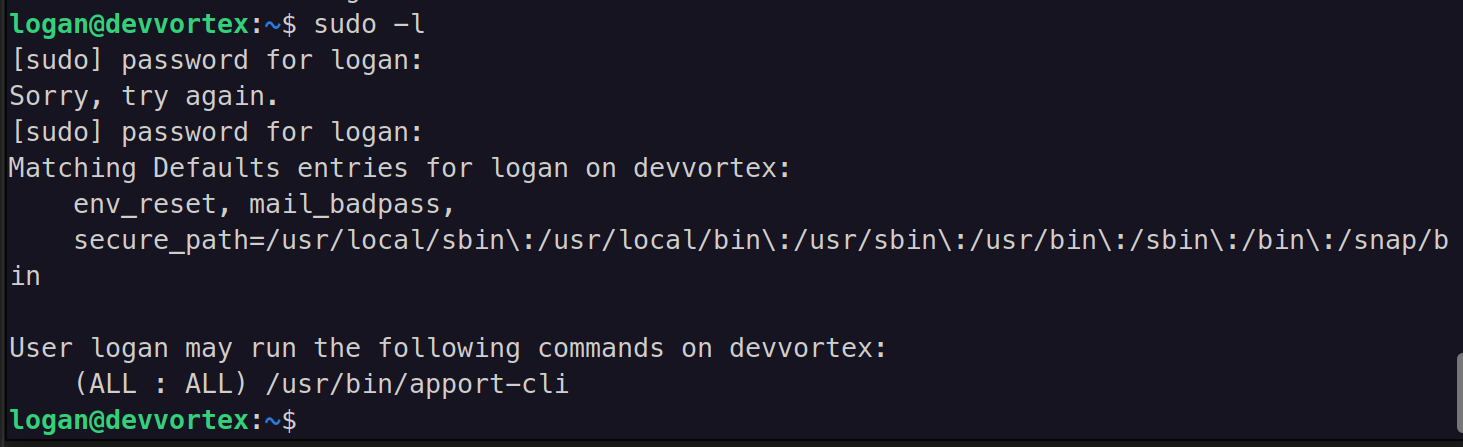 logan@devvortex:~$ sudo -l
[sudo] password for logan:
Sorry, try again.
[sudo] password for logan:
Matching Defaults entries for logan on devvortex:
    env_reset, mail_badpass,
    secure_path=/usr/local/sbin\:/usr/local/bin\:/usr/sbin\:/usr/bin\:/sbin\:/bin\:/snap/b
in

User logan may run the following commands on devvortex:
    (ALL : ALL) /usr/bin/apport-cli
logan@devvortex:~$